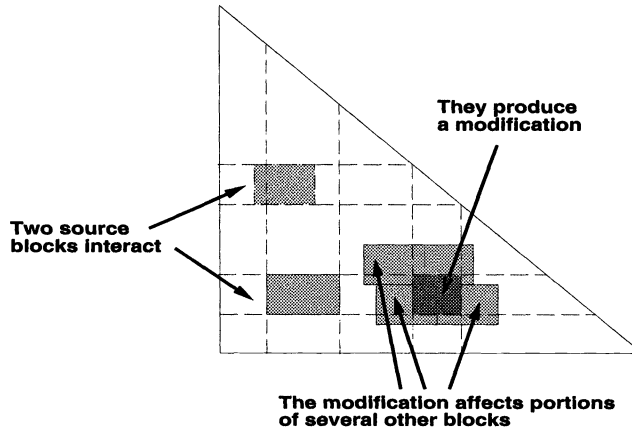 They produce
a modification
Two source
blocks interact
The modification affects portions
of several other blocks